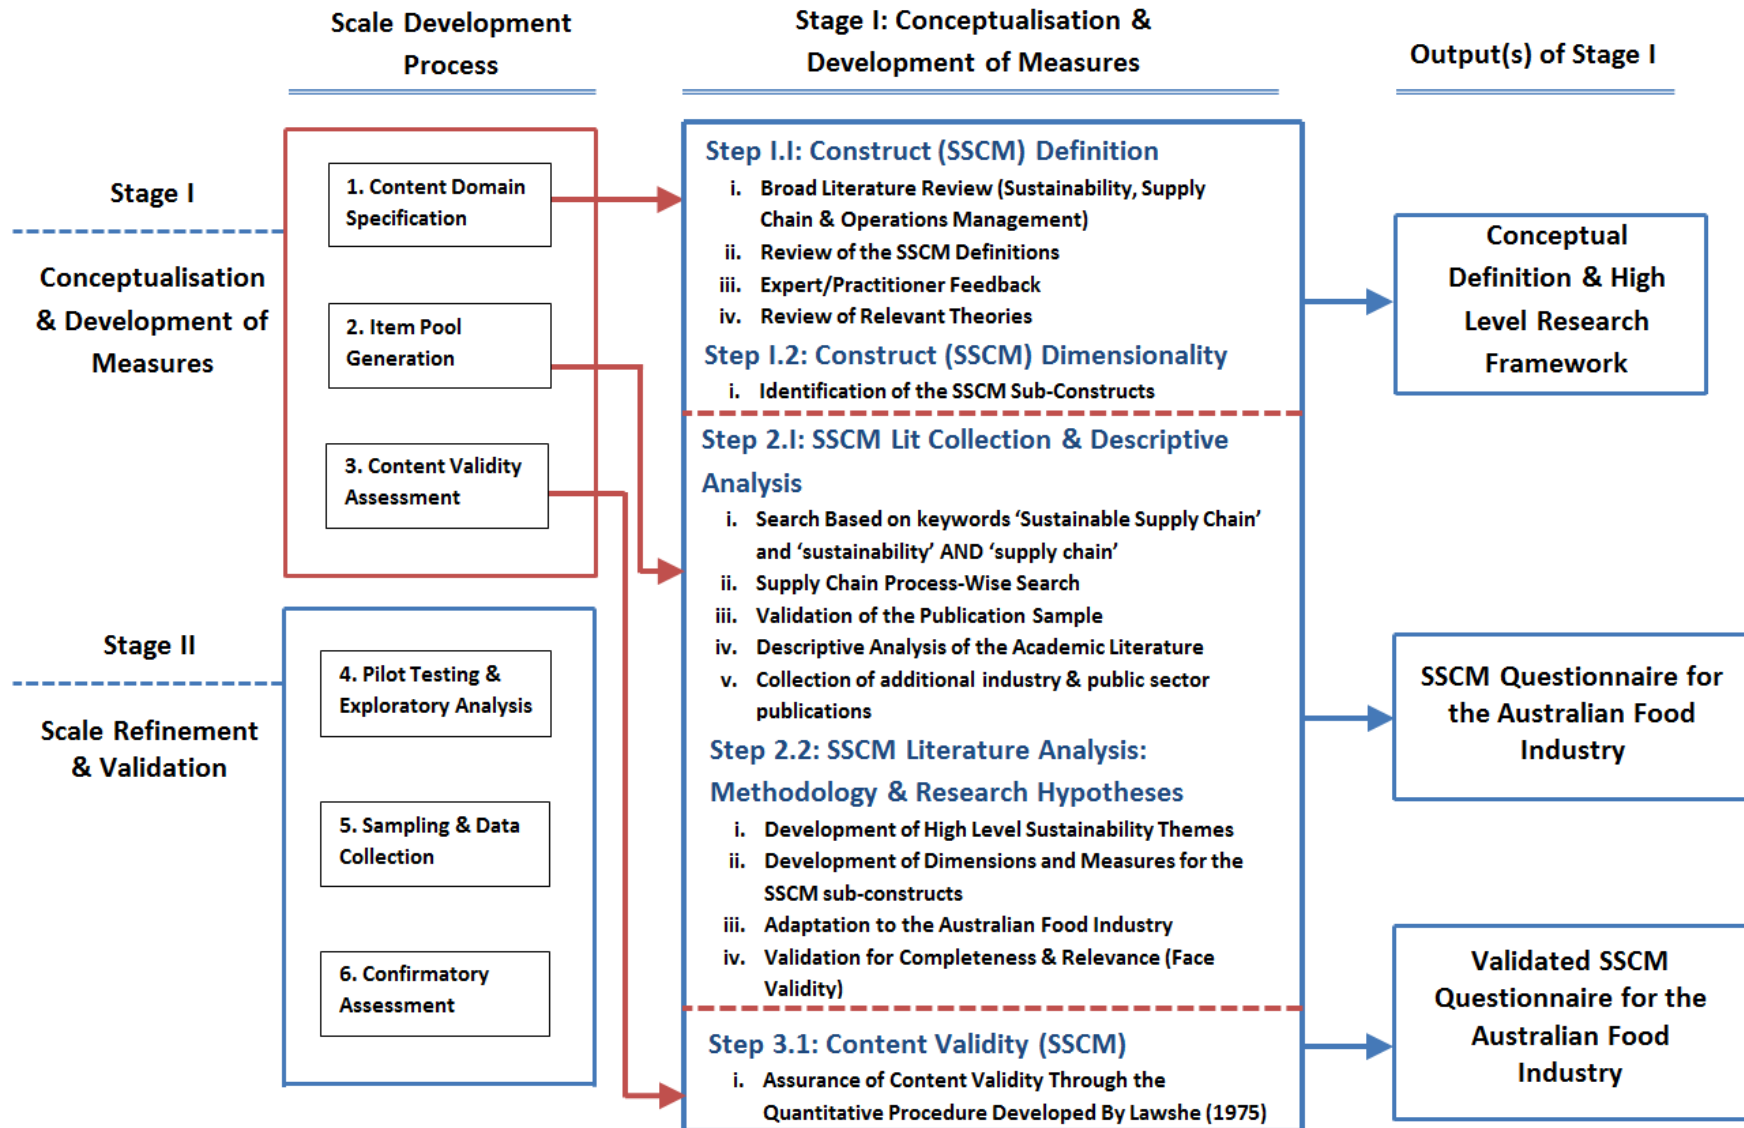 Scale Development
Process
Stage I: Conceptualisation &
Development of Measures
Output(s) of Stage I
Stage I
Conceptualisation
& Development of
Measures
1. Content Domain
Specification
2. Item Pool
Generation
3. Content Validity
Assessment
Stage II
Scale Refinement
& Validation
4. Pilot Testing &
Exploratory Analysis
5. Sampling & Data
Collection
6. Confirmatory
Assessment
Step I.I: Construct (SSCM) Definition
i. Broad Literature Review (Sustainability, Supply
Chain & Operations Management)
ii. Review of the SSCM Definitions
iii. Expert/Practitioner Feedback
iv. Review of Relevant Theories
Step I.2: Construct (SSCM) Dimensionality
i. Identification of the SSCM Sub-Constructs
Step 2.I: SSCM Lit Collection & Descriptive
Analysis
i. Search Based on keywords ‘Sustainable Supply Chain’
and ‘sustainability’ AND ‘supply chain’
ii. Supply Chain Process-Wise Search
iii. Validation of the Publication Sample
iv. Descriptive Analysis of the Academic Literature
v. Collection of additional industry & public sector
publications
Step 2.2: SSCM Literature Analysis:
Methodology & Research Hypotheses
i. Development of High Level Sustainability Themes
ii. Development of Dimensions and Measures for the
SSCM sub-constructs
iii. Adaptation to the Australian Food Industry
iv. Validation for Completeness & Relevance (Face
Validity)
Step 3.1: Content Validity (SSCM)
i. Assurance of Content Validity Through the
Quantitative Procedure Developed By Lawshe (1975)
Conceptual
Definition & High
Level Research
Framework
SSCM Questionnaire for
the Australian Food
Industry
Validated SSCM
Questionnaire for the
Australian Food
Industry